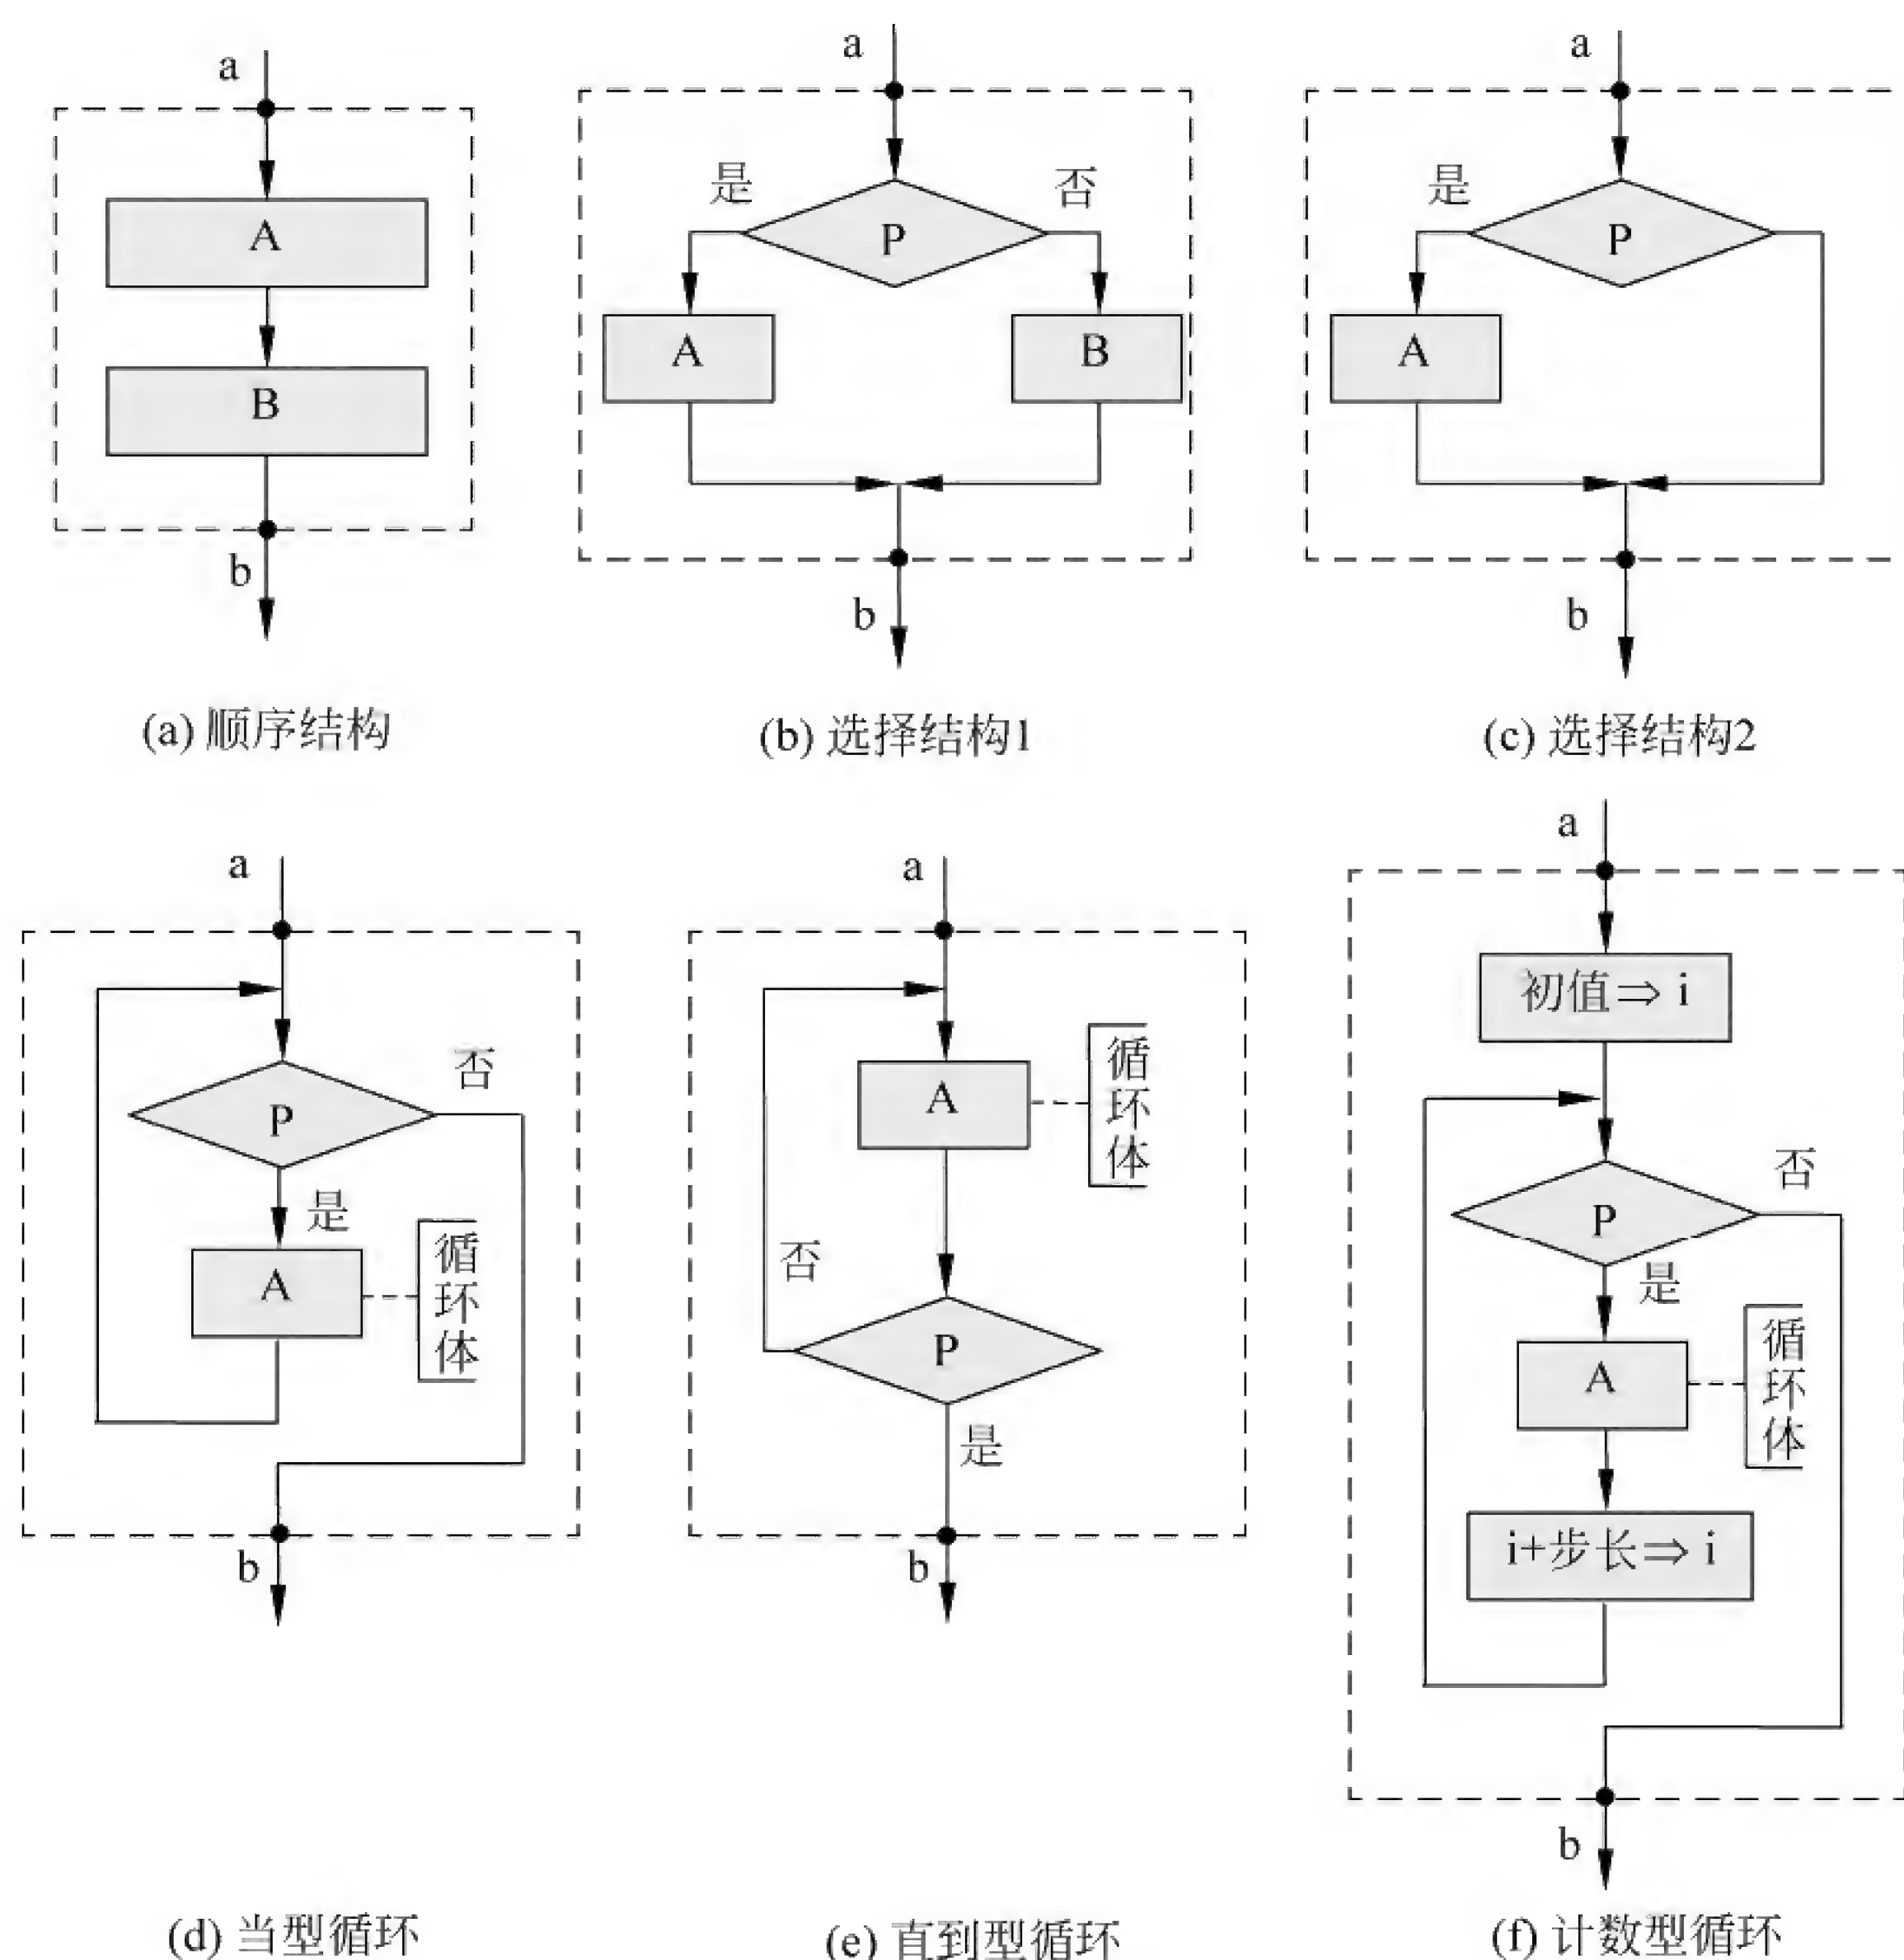 a
A
B
b
(a) 顺序结构
a
是
否
P
A
B
b
(b) 选择结构1
a
是
P
A
b
(c) 选择结构2
a
否
P
是
A
循环体
b
(d) 当型循环
a
A
循环体
否
P
是
b
(e) 直到型循环
a
初值⇒ i
否
P
是
A
循环体
i+步长⇒ i
b
(f) 计数型循环